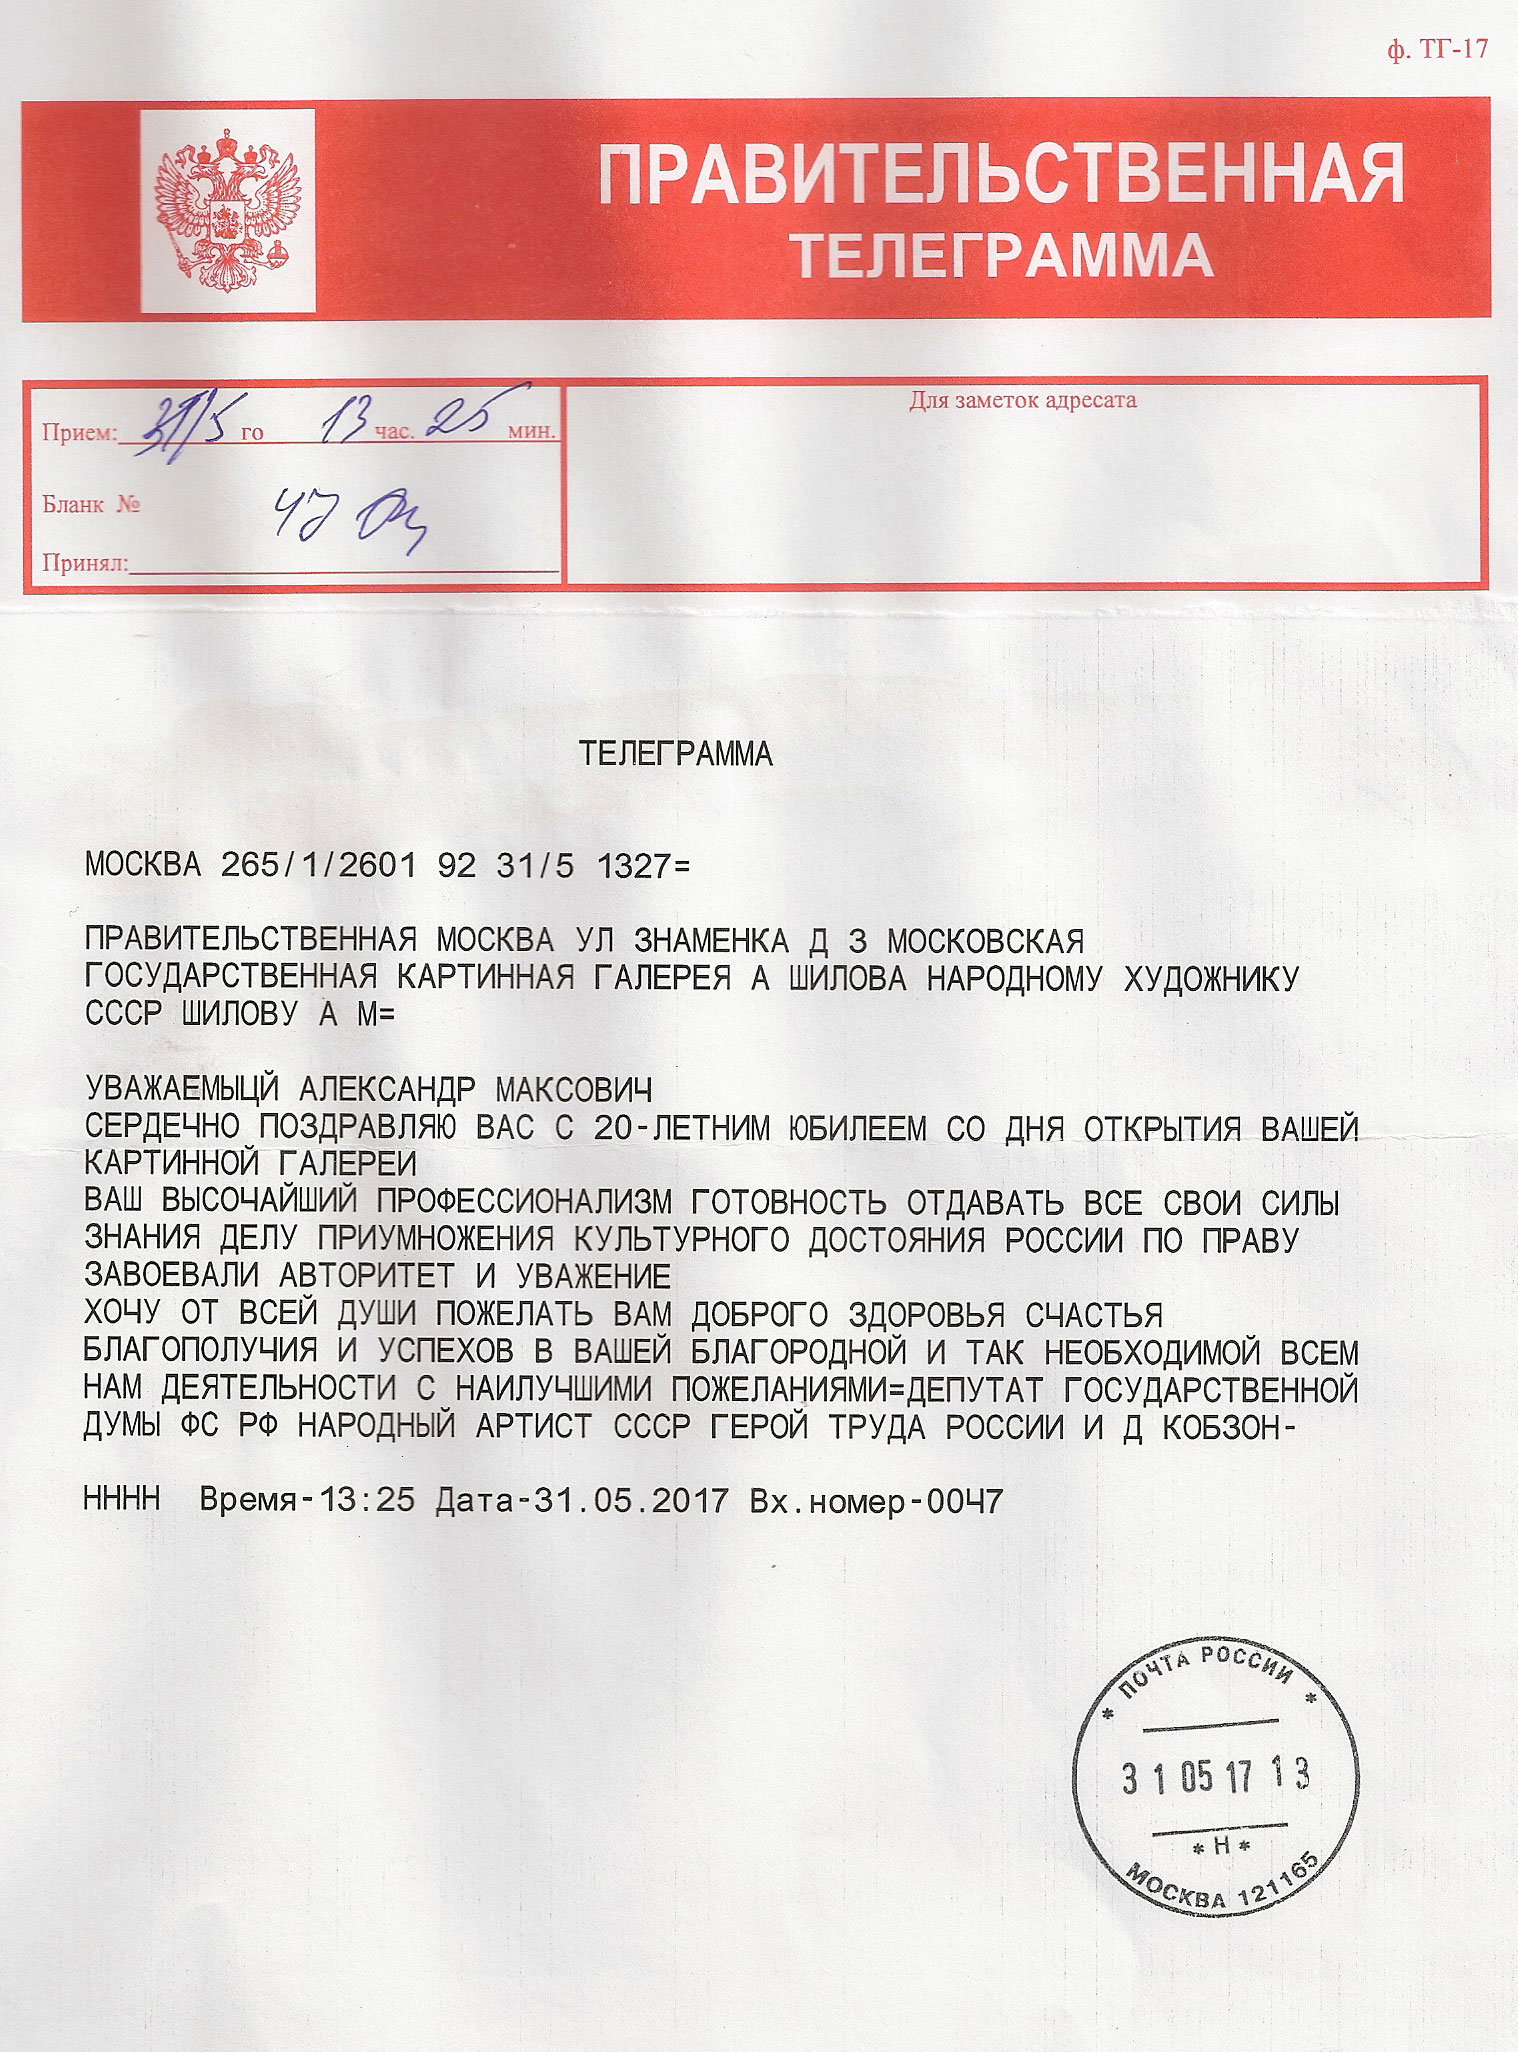 ф. ТГ-17
ПРАВИТЕЛЬСТВЕННАЯ
ТЕЛЕГРАММА
Прием: 31/5 го 13 час. 25 мин.
Для заметок адресата
Бланк № 47
Принял:
ТЕЛЕГРАММА
МОСКВА 265/1/2601 92 31/5 1327=
ПРАВИТЕЛЬСТВЕННАЯ МОСКВА УЛ ЗНАМЕНКА Д 3 МОСКОВСКАЯ
ГОСУДАРСТВЕННАЯ КАРТИННАЯ ГАЛЕРЕЯ А ШИЛОВА НАРОДНОМУ ХУДОЖНИКУ
СССР ШИЛОВУ А М=
УВАЖАЕМЫЦЙ АЛЕКСАНДР МАКСОВИЧ
СЕРДЕЧНО ПОЗДРАВЛЯЮ ВАС С 20-ЛЕТНИМ ЮБИЛЕЕМ СО ДНЯ ОТКРЫТИЯ ВАШЕЙ
КАРТИННОЙ ГАЛЕРЕИ
ВАШ ВЫСОЧАЙШИЙ ПРОФЕССИОНАЛИЗМ ГОТОВНОСТЬ ОТДАВАТЬ ВСЕ СВОИ СИЛЫ
ЗНАНИЯ ДЕЛУ ПРИУМНОЖЕНИЯ КУЛЬТУРНОГО ДОСТОЯНИЯ РОССИИ ПО ПРАВУ
ЗАВОЕВАЛИ АВТОРИТЕТ И УВАЖЕНИЕ
ХОЧУ ОТ ВСЕЙ ДУШИ ПОЖЕЛАТЬ ВАМ ДОБРОГО ЗДОРОВЬЯ СЧАСТЬЯ
БЛАГОПОЛУЧИЯ И УСПЕХОВ В ВАШЕЙ БЛАГОРОДНОЙ И ТАК НЕОБХОДИМОЙ ВСЕМ
НАМ ДЕЯТЕЛЬНОСТИ С НАИЛУЧШИМИ ПОЖЕЛАНИЯМИ=ДЕПУТАТ ГОСУДАРСТВЕННОЙ
ДУМЫ ФС РФ НАРОДНЫЙ АРТИСТ СССР ГЕРОЙ ТРУДА РОССИИ И Д КОБЗОН-
НННН Время-13:25 Дата-31.05.2017 Вх.номер-00Ч7
* ПОЧТА РОССИИ *
31 05 17 13
* Н *
МОСКВА 121165